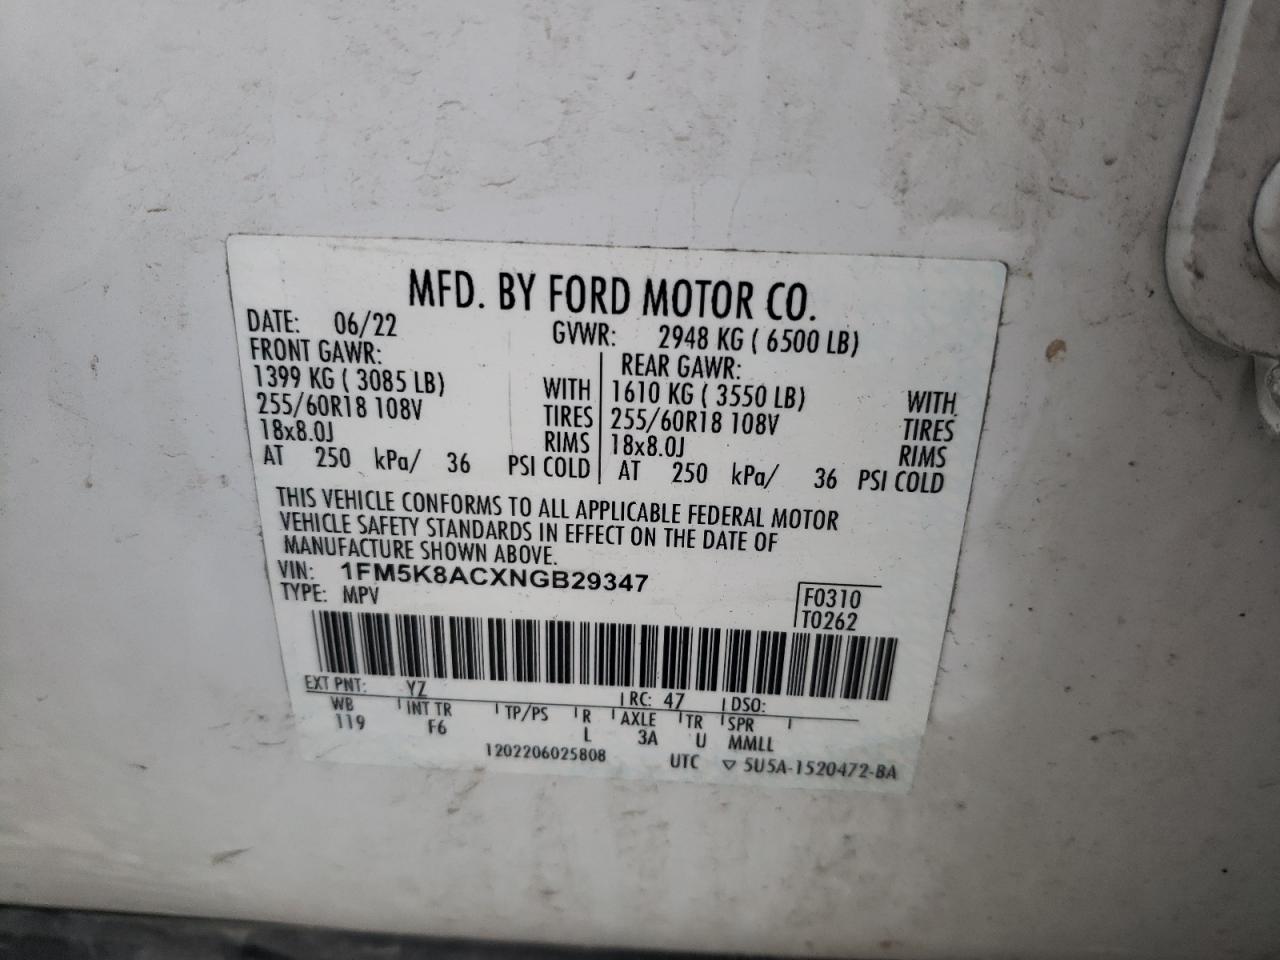 MFD. BY FORD MOTOR CO.
DATE: 06/22 GVWR: 2948 KG ( 6500 LB)
FRONT GAWR: REAR GAWR:
1399 KG ( 3085 LB) WITH 1610 KG ( 3550 LB) WITH
255/60R18 108V TIRES 255/60R18 108V TIRES
18x8.0J RIMS 18x8.0J RIMS
AT 250 kPa/ 36 PSI COLD AT 250 kPa/ 36 PSI COLD
THIS VEHICLE CONFORMS TO ALL APPLICABLE FEDERAL MOTOR
VEHICLE SAFETY STANDARDS IN EFFECT ON THE DATE OF
MANUFACTURE SHOWN ABOVE.
VIN: 1FM5K8ACXNGB29347
TYPE: MPV
F0310
T0262
EXT PNT: YZ RC: 47 DSO:
WB INT TR TP/PS R AXLE TR SPR
119 F6 L 3A U MMLL
1202206025808 UTC ▽ 5U5A-1520472-BA